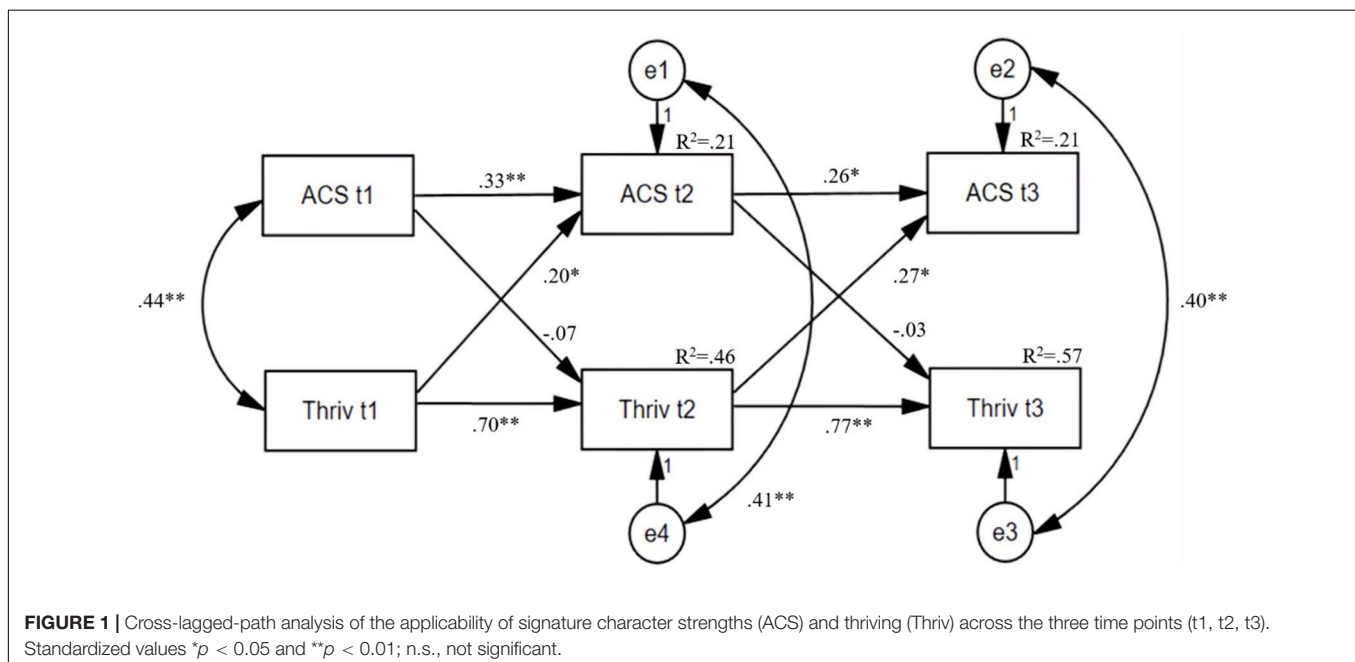 e1
e2
1
1
R²=.21
R²=.21
ACS t1
.33**
ACS t2
.26*
ACS t3
.20*
.27*
.44**
.40**
-.07
-.03
R²=.46
R²=.57
Thriv t1
.70**
Thriv t2
.77**
Thriv t3
1
1
.41**
e4
e3
FIGURE 1 | Cross-lagged-path analysis of the applicability of signature character strengths (ACS) and thriving (Thriv) across the three time points (t1, t2, t3).
Standardized values *p < 0.05 and **p < 0.01; n.s., not significant.